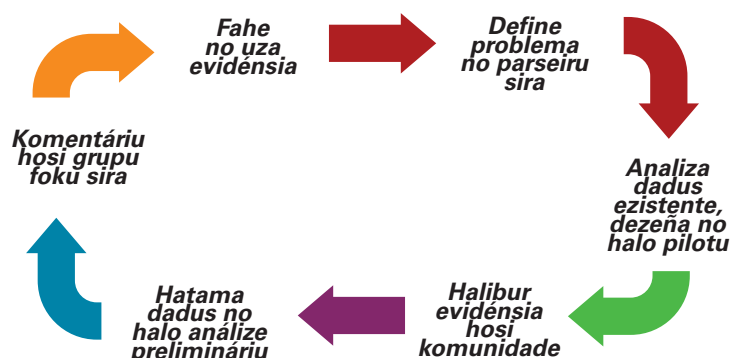 Fahe
no uza
evidénsia
Define
problema
no parseiru
sira
Analiza
dadus
ezistente,
dezeña no
halo pilotu
Halibur
evidénsia
hosi
komunidade
Hatama
dadus no
halo análize
prelimináriu
Komentáriu
hosi grupu
foku sira